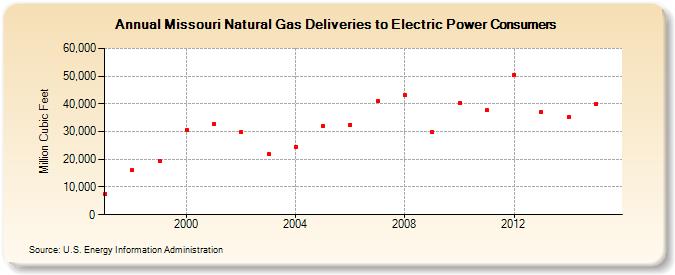 Annual Missouri Natural Gas Deliveries to Electric Power Consumers
Million Cubic Feet
60,000
50,000
40,000
30,000
20,000
10,000
0
2000 2004 2008 2012
Source: U.S. Energy Information Administration